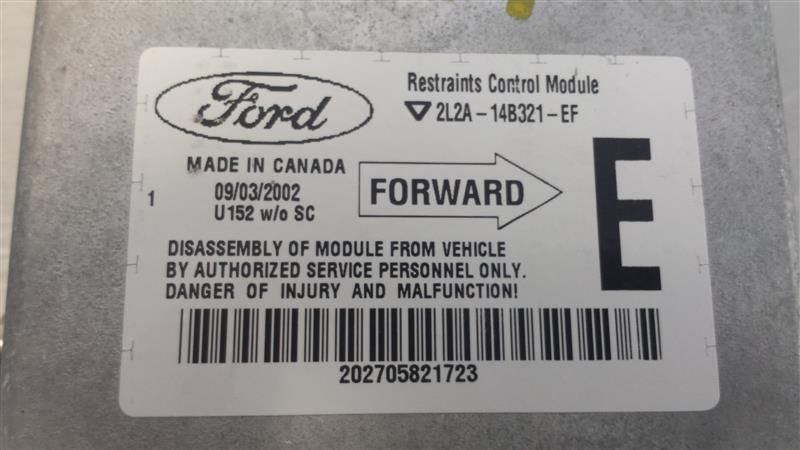 Ford
Restraints Control Module
2L2A-14B321-EF
MADE IN CANADA
09/03/2002
U152 w/o SC
1
FORWARD
E
DISASSEMBLY OF MODULE FROM VEHICLE
BY AUTHORIZED SERVICE PERSONNEL ONLY.
DANGER OF INJURY AND MALFUNCTION!
202705821723